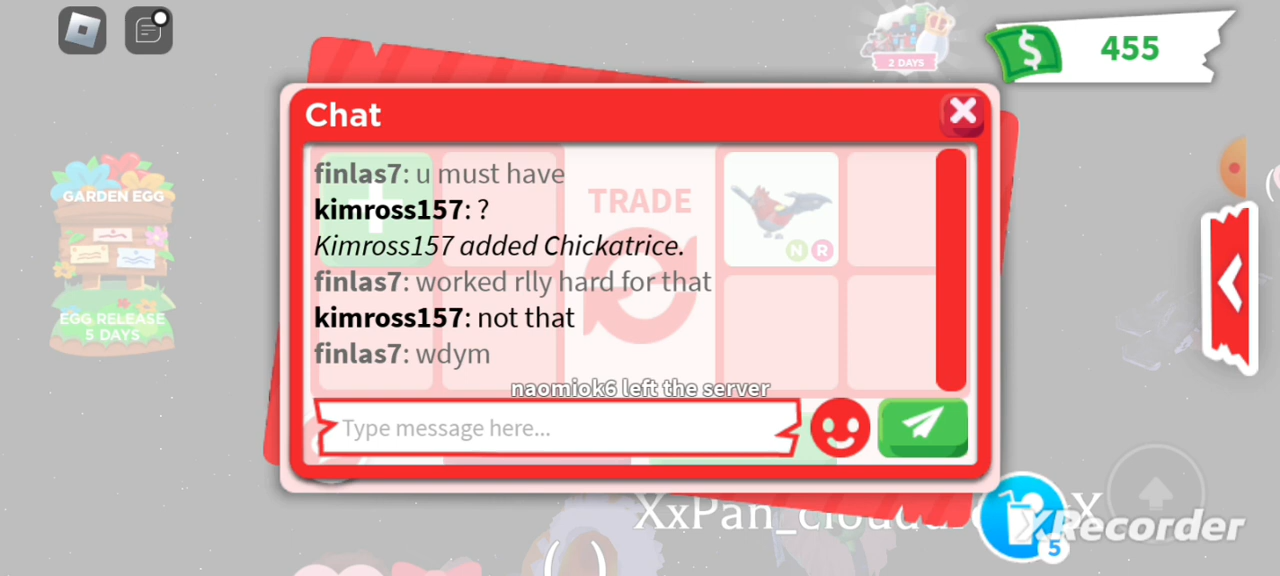 2 DAYS
455
Chat
finlas7: u must have
kimross157: ?
Kimross157 added Chickatrice.
finlas7: worked rlly hard for that
kimross157: not that
finlas7: wdym
TRADE
N R
GARDEN EGG
EGG RELEASE
5 DAYS
naomiok6 left the server
Type message here...
XRecorder
5